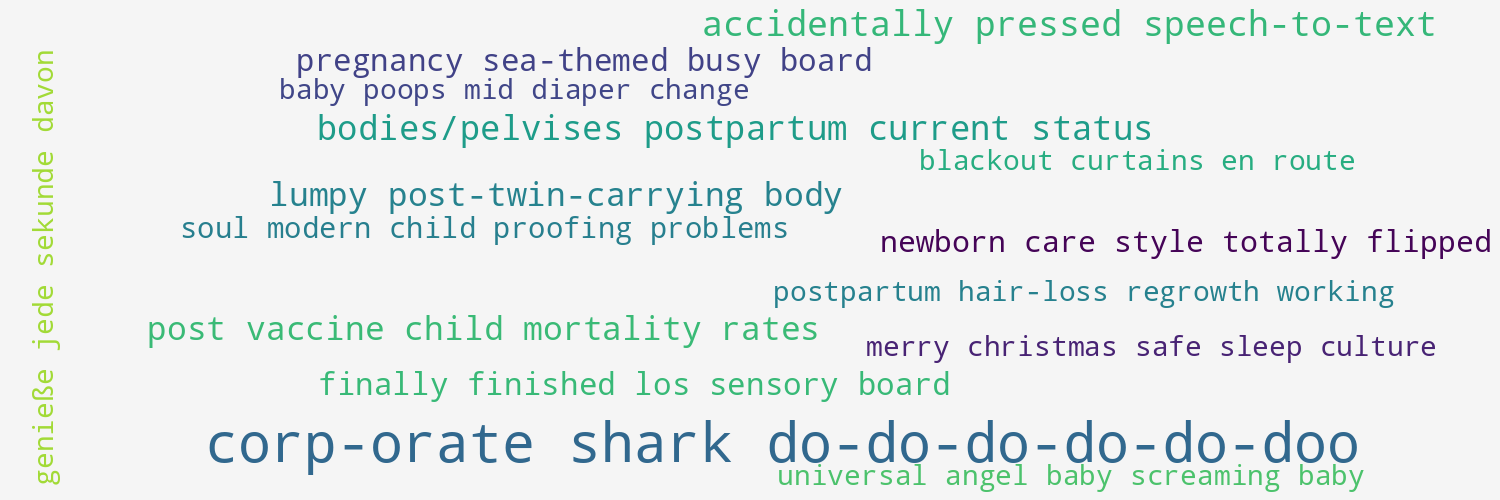 accidentally pressed speech-to-text
pregnancy sea-themed busy board
baby poops mid diaper change
bodies/pelvises postpartum current status
blackout curtains en route
lumpy post-twin-carrying body
soul modern child proofing problems
newborn care style totally flipped
postpartum hair-loss regrowth working
post vaccine child mortality rates
merry christmas safe sleep culture
finally finished los sensory board
corp-orate shark do-do-do-do-do-doo
universal angel baby screaming baby
genieße jede sekunde davon